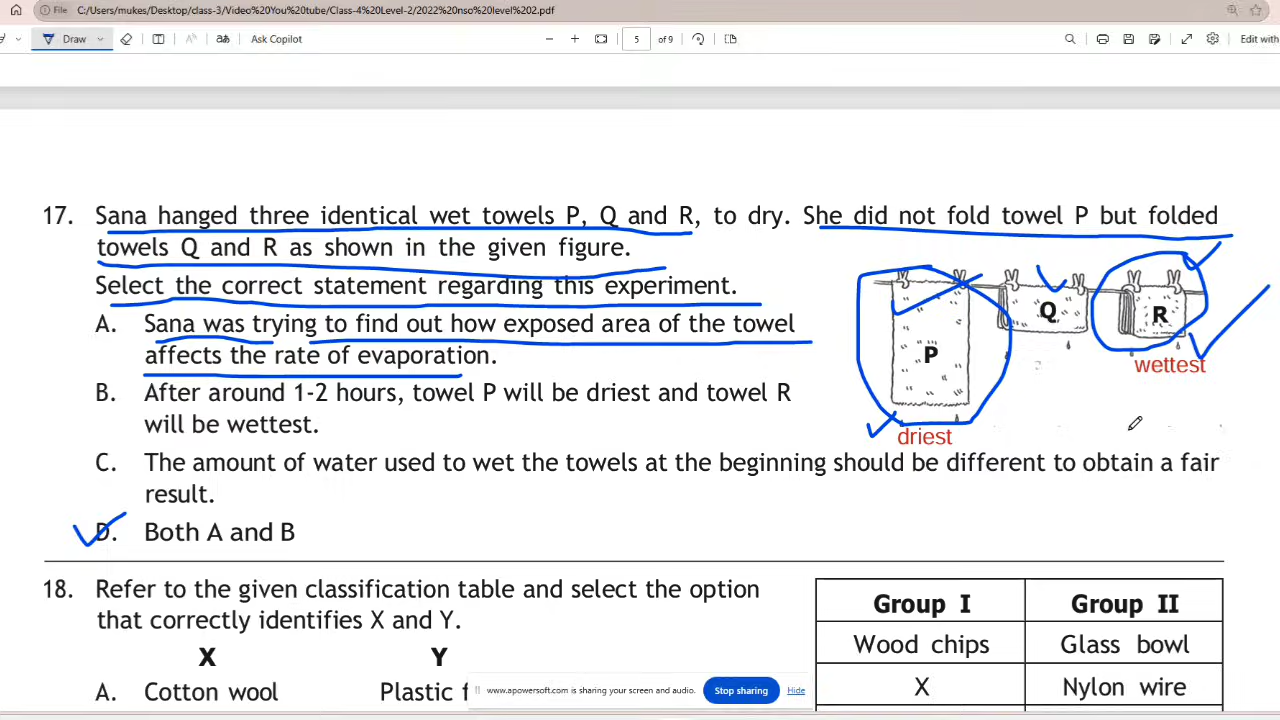 File C:/Users/mukes/Desktop/class-3/Video%20You%20tube/Class-4%20Level-2/2022%20nso%20level%202.pdf
Draw Ask Copilot 5 of 9 Edit with
17. Sana hanged three identical wet towels P, Q and R, to dry. She did not fold towel P but folded
towels Q and R as shown in the given figure.
Select the correct statement regarding this experiment.
A. Sana was trying to find out how exposed area of the towel
affects the rate of evaporation.
B. After around 1-2 hours, towel P will be driest and towel R
will be wettest.
P
Q
R
wettest
driest
C. The amount of water used to wet the towels at the beginning should be different to obtain a fair
result.
D. Both A and B
18. Refer to the given classification table and select the option
that correctly identifies X and Y.
X Y
A. Cotton wool Plastic
Group I Group II
Wood chips Glass bowl
X Nylon wire
www.apowersoft.com is sharing your screen and audio. Stop sharing Hide